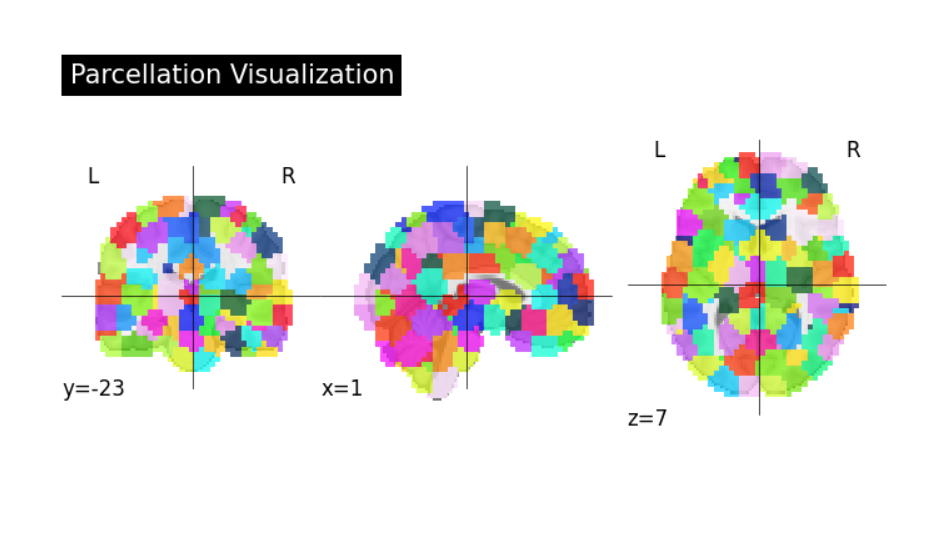 Parcellation Visualization
L R
L R
y=-23
x=1
z=7